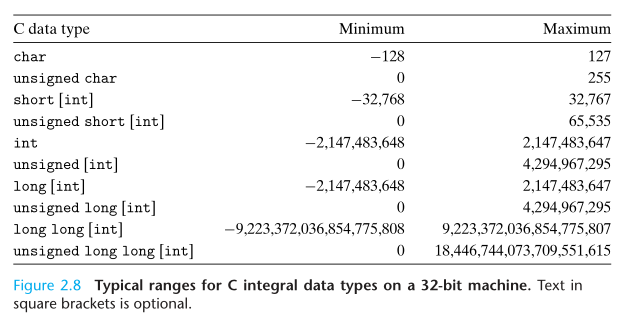 C data type Minimum Maximum
char −128 127
unsigned char 0 255
short [int] −32,768 32,767
unsigned short [int] 0 65,535
int −2,147,483,648 2,147,483,647
unsigned [int] 0 4,294,967,295
long [int] −2,147,483,648 2,147,483,647
unsigned long [int] 0 4,294,967,295
long long [int] −9,223,372,036,854,775,808 9,223,372,036,854,775,807
unsigned long long [int] 0 18,446,744,073,709,551,615
Figure 2.8 Typical ranges for C integral data types on a 32-bit machine. Text in
square brackets is optional.